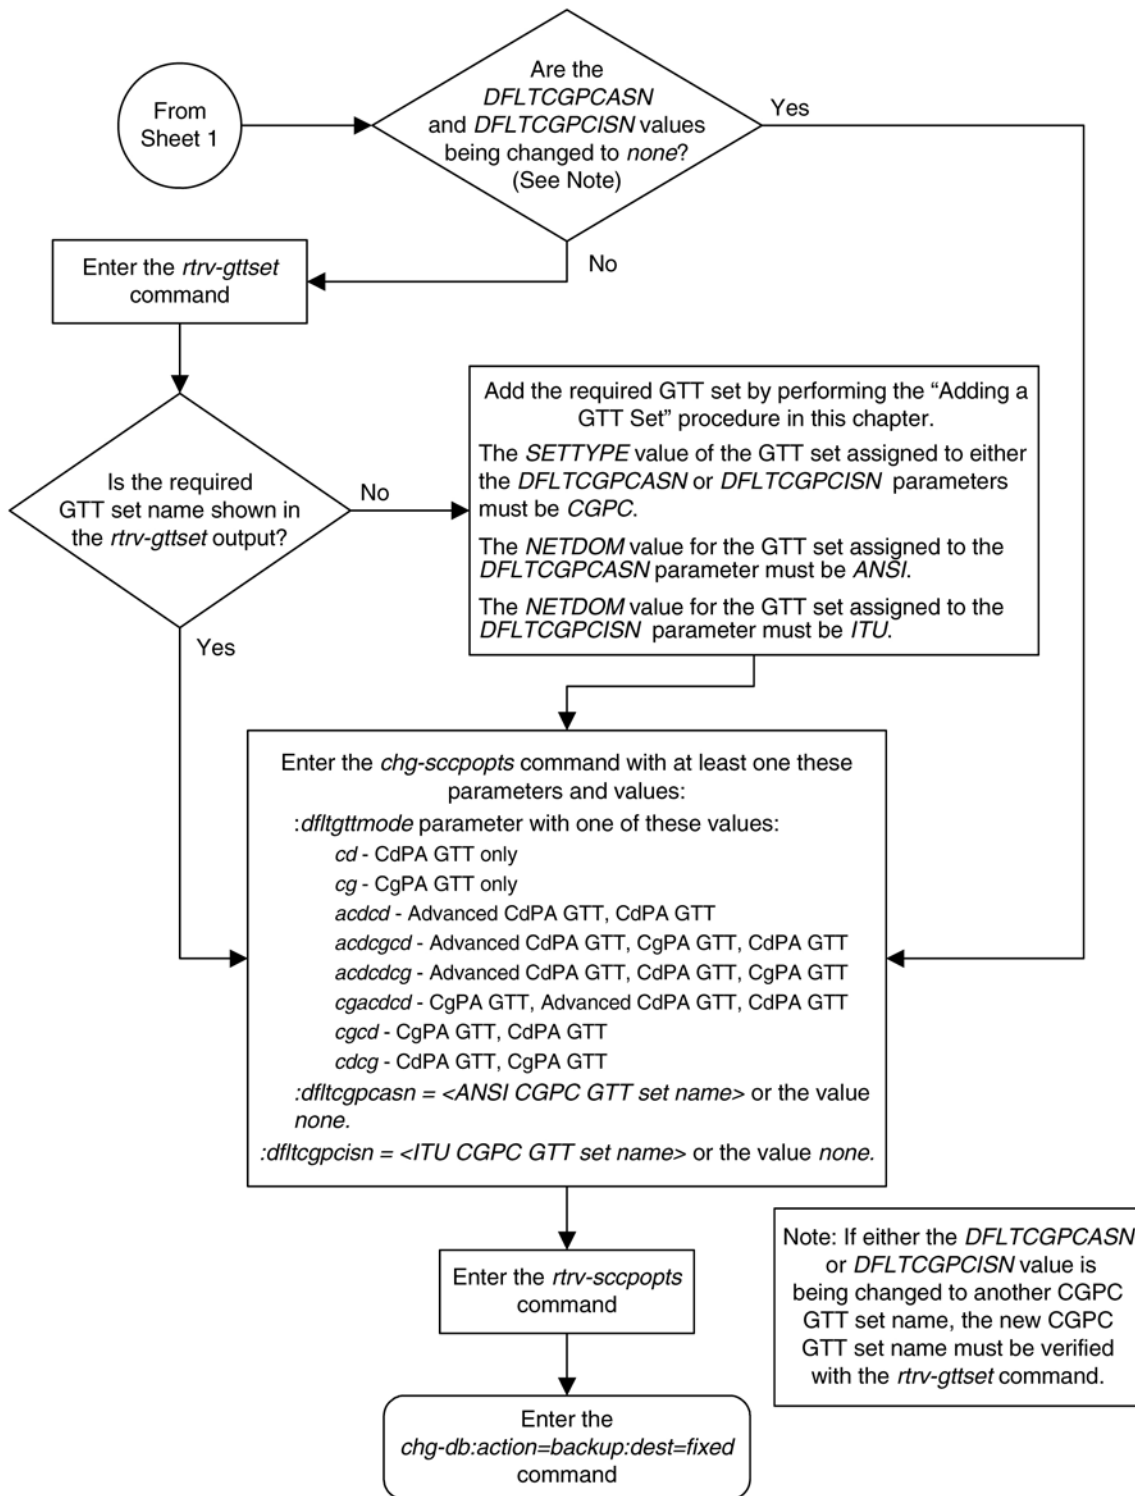 From
Sheet 1
Are the
DFLTCGPCASN
and DFLTCGPCISN values
being changed to none?
(See Note)
Yes
No
Enter the rtrv-gttset
command
Is the required
GTT set name shown in
the rtrv-gttset output?
No
Yes
Add the required GTT set by performing the “Adding a
GTT Set” procedure in this chapter.
The SETTYPE value of the GTT set assigned to either
the DFLTCGPCASN or DFLTCGPCISN parameters
must be CGPC.
The NETDOM value for the GTT set assigned to the
DFLTCGPCASN parameter must be ANSI.
The NETDOM value for the GTT set assigned to the
DFLTCGPCISN parameter must be ITU.
Enter the chg-sccpopts command with at least one these
parameters and values:
:dfltgttmode parameter with one of these values:
cd - CdPA GTT only
cg - CgPA GTT only
acdcd - Advanced CdPA GTT, CdPA GTT
acdcgcd - Advanced CdPA GTT, CgPA GTT, CdPA GTT
acdcdcg - Advanced CdPA GTT, CdPA GTT, CgPA GTT
cgacdcd - CgPA GTT, Advanced CdPA GTT, CdPA GTT
cgcd - CgPA GTT, CdPA GTT
cdcg - CdPA GTT, CgPA GTT
:dfltcgpcasn = <ANSI CGPC GTT set name> or the value
none.
:dfltcgpcisn = <ITU CGPC GTT set name> or the value none.
Enter the rtrv-sccpopts
command
Enter the
chg-db:action=backup:dest=fixed
command
Note: If either the DFLTCGPCASN
or DFLTCGPCISN value is
being changed to another CGPC
GTT set name, the new CGPC
GTT set name must be verified
with the rtrv-gttset command.